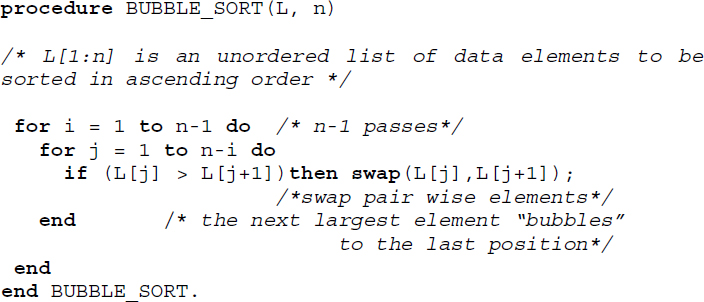 procedure BUBBLE_SORT(L, n)
/* L[1:n] is an unordered list of data elements to be
sorted in ascending order */
for i = 1 to n-1 do /* n-1 passes*/
for j = 1 to n-i do
if (L[j] > L[j+1])then swap(L[j],L[j+1]);
/*swap pair wise elements*/
end /* the next largest element “bubbles”
to the last position*/
end
end BUBBLE_SORT.